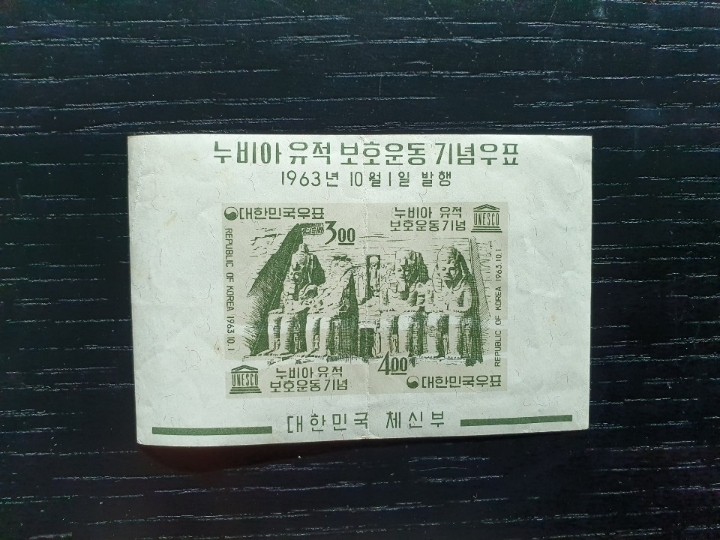 누비아 유적 보호운동 기념우표
1963년 10월 1일 발행
대한민국우표
3.00
누비아 유적
보호운동기념
UNESCO
REPUBLIC OF KOREA 1963.10.1
REPUBLIC OF KOREA 1963.10.1
UNESCO
누비아 유적
보호운동기념
4.00
대한민국우표
대한민국 체신부